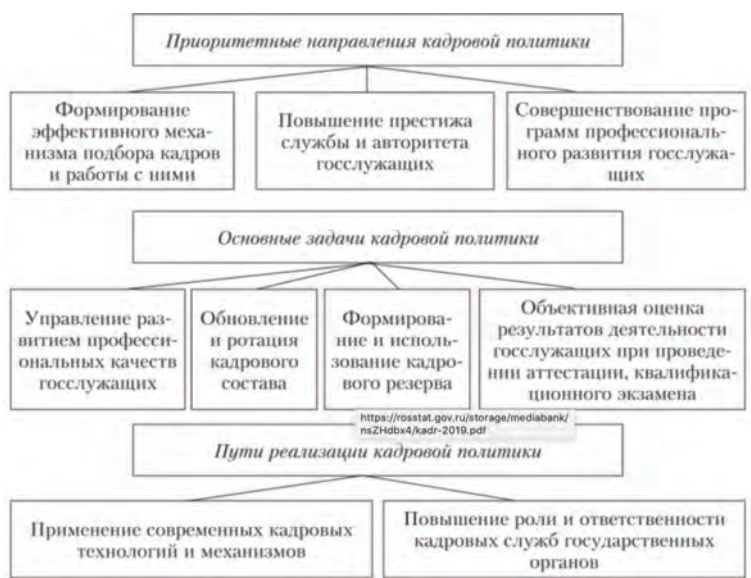 Приоритетные направления кадровой политики
Формирование
эффективного меха-
низма подбора кадров
и работы с ними
Повышение престижа
службы и авторитета
госслужащих
Совершенствование про-
грамм профессиональ-
ного развития госслужа-
щих
Основные задачи кадровой политики
Управление раз-
витием професси-
ональных качеств
госслужащих
Обновление
и ротация
кадрового
состава
Формирова-
ние и исполь-
зование кадро-
вого резерва
Объективная оценка
результатов деятельности
госслужащих при проведе-
нии аттестации, квалифика-
ционного экзамена
https://rosstat.gov.ru/storage/mediabank/
nsZHdbx4/kadr-2019.pdf
Пути реализации кадровой политики
Применение современных кадровых
технологий и механизмов
Повышение роли и ответственности
кадровых служб государственных
органов